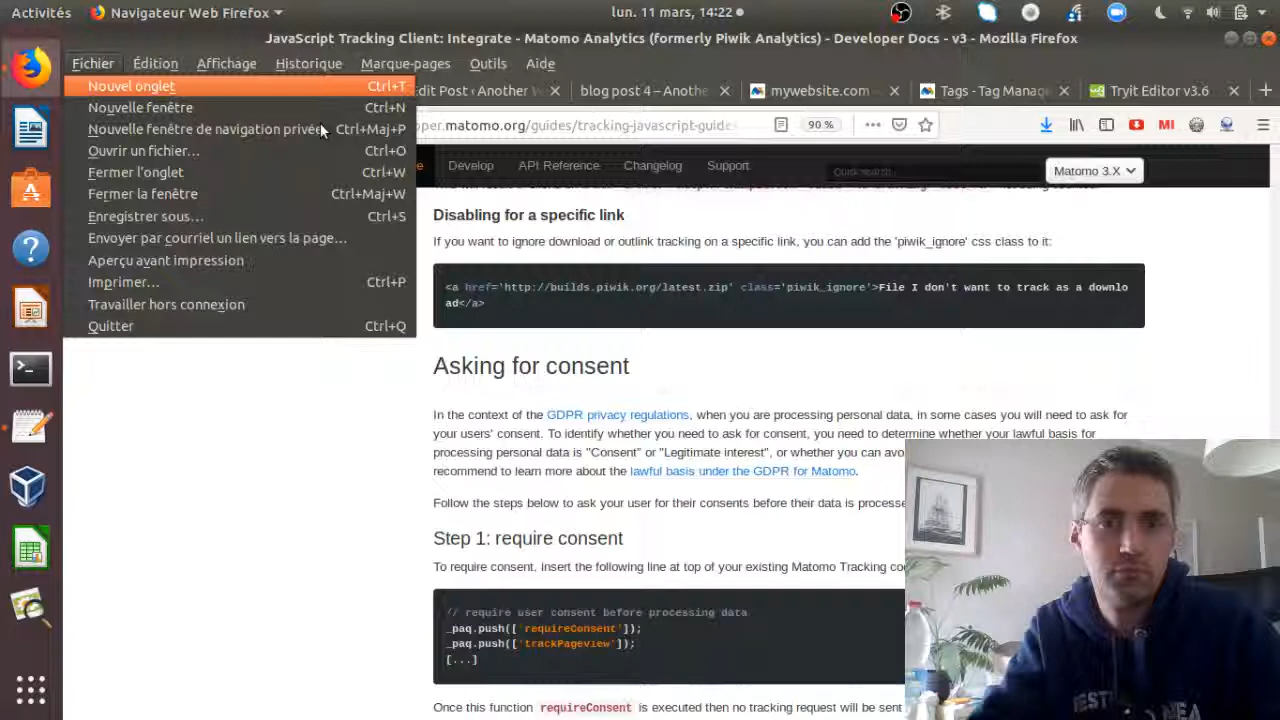 Activités
Navigateur Web Firefox
lun. 11 mars, 14:22
JavaScript Tracking Client: Integrate - Matomo Analytics (formerly Piwik Analytics) - Developer Docs - v3 - Mozilla Firefox
Fichier Édition Affichage Historique Marque-pages Outils Aide
Nouvel onglet Ctrl+T
Nouvelle fenêtre Ctrl+N
Nouvelle fenêtre de navigation privée Ctrl+Maj+P
Ouvrir un fichier... Ctrl+O
Fermer l'onglet Ctrl+W
Fermer la fenêtre Ctrl+Maj+W
Enregistrer sous... Ctrl+S
Envoyer par courriel un lien vers la page...
Aperçu avant impression
Imprimer... Ctrl+P
Travailler hors connexion
Quitter Ctrl+Q
dit Post ‹ Another W
blog post 4 – Anothe
mywebsite.com
Tags - Tag Manag
Tryit Editor v3.6
oper.matomo.org/guides/tracking-javascript-guide
90 %
MI
e Develop API Reference Changelog Support
Quick search
Matomo 3.X
Disabling for a specific link
If you want to ignore download or outlink tracking on a specific link, you can add the 'piwik_ignore' css class to it:
<a href='http://builds.piwik.org/latest.zip' class='piwik_ignore'>File I don't want to track as a downlo
ad</a>
Asking for consent
In the context of the GDPR privacy regulations, when you are processing personal data, in some cases you will need to ask for
your users' consent. To identify whether you need to ask for consent, you need to determine whether your lawful basis for
processing personal data is "Consent" or "Legitimate interest", or whether you can avo
recommend to learn more about the lawful basis under the GDPR for Matomo.
Follow the steps below to ask your user for their consents before their data is processe
Step 1: require consent
To require consent, insert the following line at top of your existing Matomo Tracking co
// require user consent before processing data
_paq.push(['requireConsent']);
_paq.push(['trackPageview']);
[...]
Once this function requireConsent is executed then no tracking request will be sent